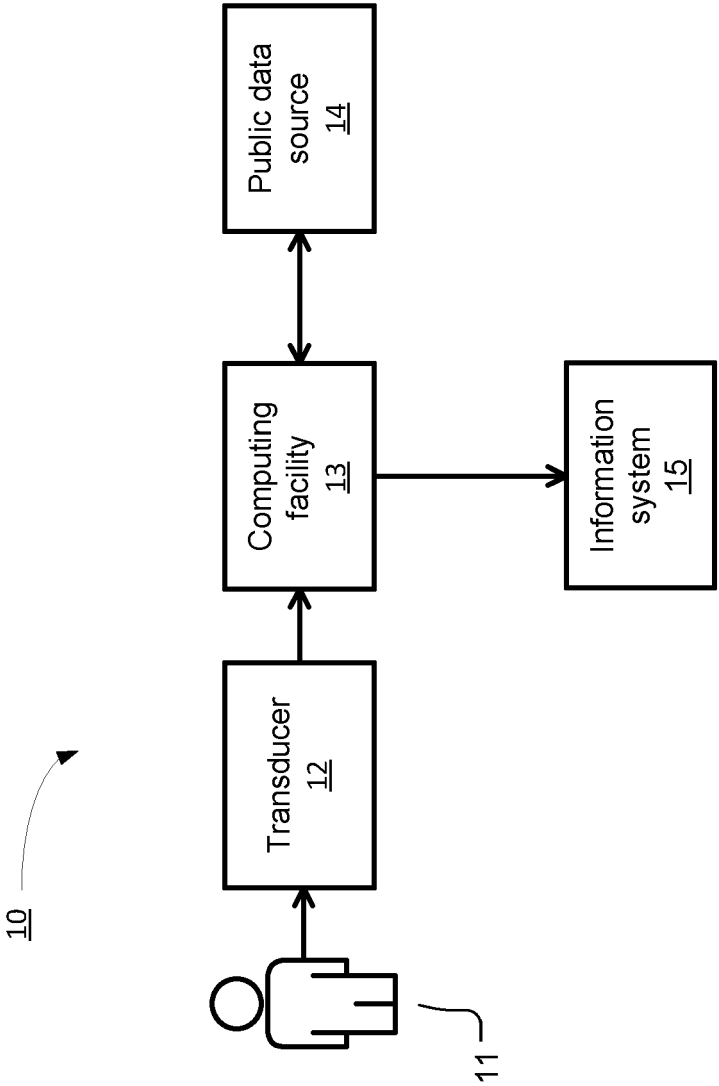 10
11
Transducer
12
Computing
facility
13
Public data
source
14
Information
system
15